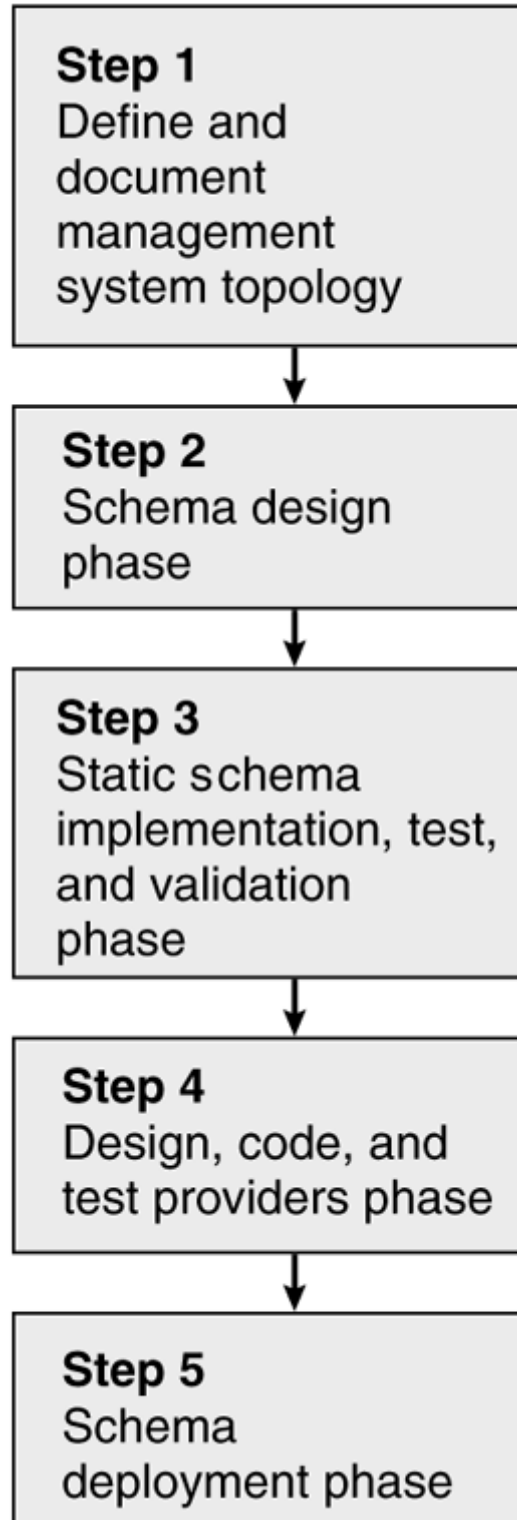 Step 1
Define and
document
management
system topology
Step 2
Schema design
phase
Step 3
Static schema
implementation, test,
and validation
phase
Step 4
Design, code, and
test providers phase
Step 5
Schema
deployment phase